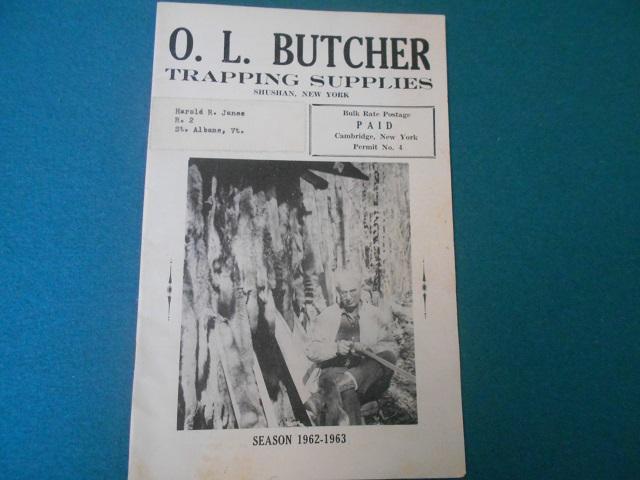 O. L. BUTCHER
TRAPPING SUPPLIES
SHUSHAN, NEW YORK
Harold R. Jones
R. 2
St. Albans, Vt.
Bulk Rate Postage
PAID
Cambridge, New York
Permit No. 4
SEASON 1962-1963